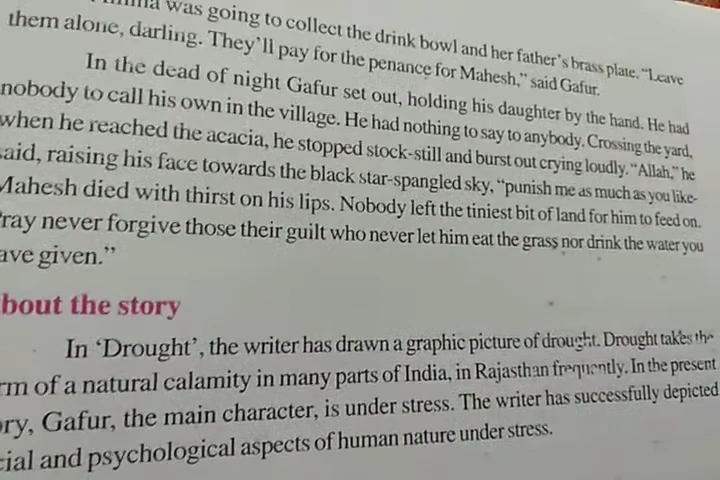 was going to collect the drink bowl and her father's brass plate. "Leave
them alone, darling. They'll pay for the penance for Mahesh," said Gafur.
In the dead of night Gafur set out, holding his daughter by the hand. He had
nobody to call his own in the village. He had nothing to say to anybody. Crossing the yard,
when he reached the acacia, he stopped stock-still and burst out crying loudly. "Allah," he
said, raising his face towards the black star-spangled sky, "punish me as much as you like-
Mahesh died with thirst on his lips. Nobody left the tiniest bit of land for him to feed on.
Pray never forgive those their guilt who never let him eat the grass nor drink the water you
ave given."
bout the story
In 'Drought', the writer has drawn a graphic picture of drought. Drought takes the
rm of a natural calamity in many parts of India, in Rajasthan frequently. In the present
ory, Gafur, the main character, is under stress. The writer has successfully depicted
cial and psychological aspects of human nature under stress.